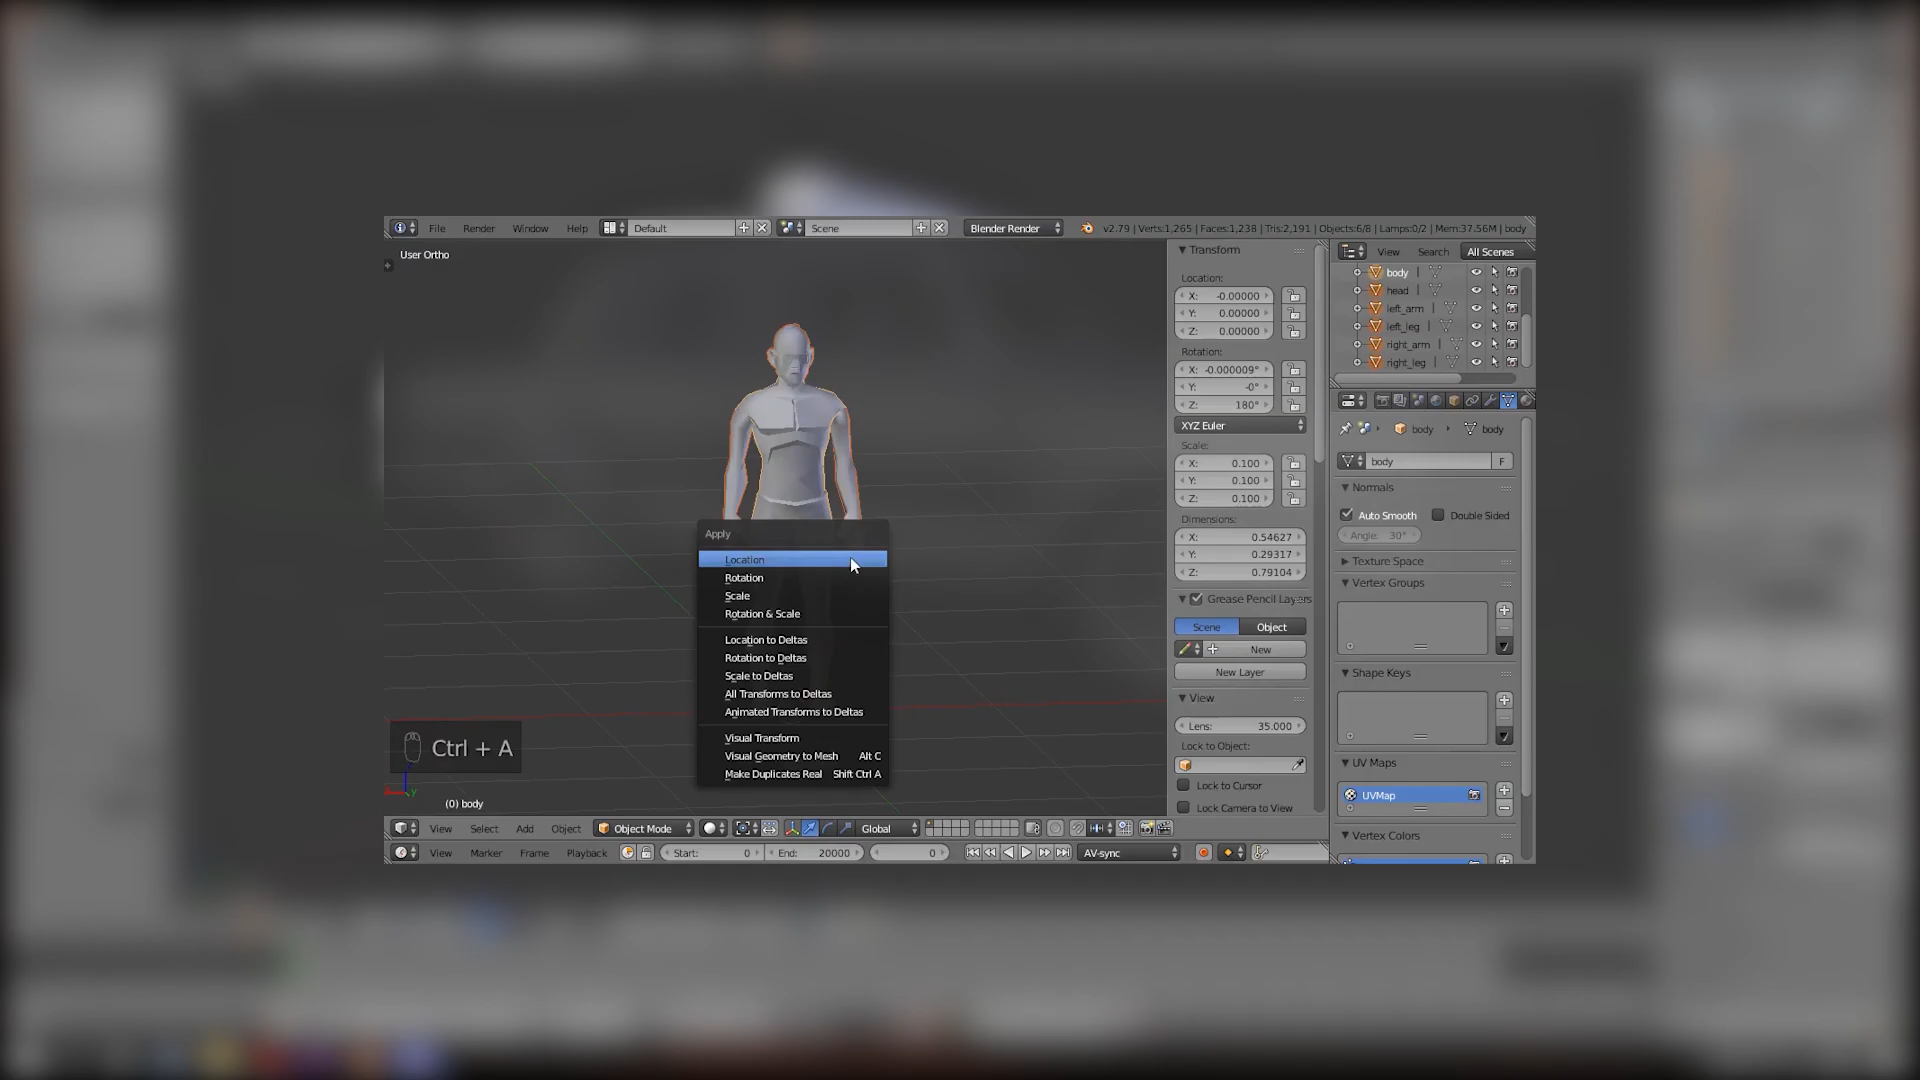 File Render Window Help Default Scene Blender Render v2.79 | Verts:1,265 | Faces:1,238 | Tris:2,191 | Objects:6/8 | Lamps:0/2 | Mem:37.56M | body
User Ortho
Transform
Location:
X: -0.00000
Y: 0.00000
Z: 0.00000
Rotation:
X: -0.000009°
Y: -0°
Z: 180°
XYZ Euler
Scale:
X: 0.100
Y: 0.100
Z: 0.100
Dimensions:
X: 0.54627
Y: 0.29317
Z: 0.79104
Grease Pencil Layers
Scene Object
New
New Layer
View
Lens: 35.000
Lock to Object:
Lock to Cursor
Lock Camera to View
View Search All Scenes
body
head
left_arm
left_leg
right_arm
right_leg
body body
body F
Normals
Auto Smooth Double Sided
Angle: 30°
Texture Space
Vertex Groups
Shape Keys
UV Maps
UVMap
Vertex Colors
Apply
Location
Rotation
Scale
Rotation & Scale
Location to Deltas
Rotation to Deltas
Scale to Deltas
All Transforms to Deltas
Animated Transforms to Deltas
Visual Transform
Visual Geometry to Mesh Alt C
Make Duplicates Real Shift Ctrl A
Ctrl + A
y
(0) body
View Select Add Object Object Mode Global
View Marker Frame Playback Start: 0 End: 20000 0 AV-sync